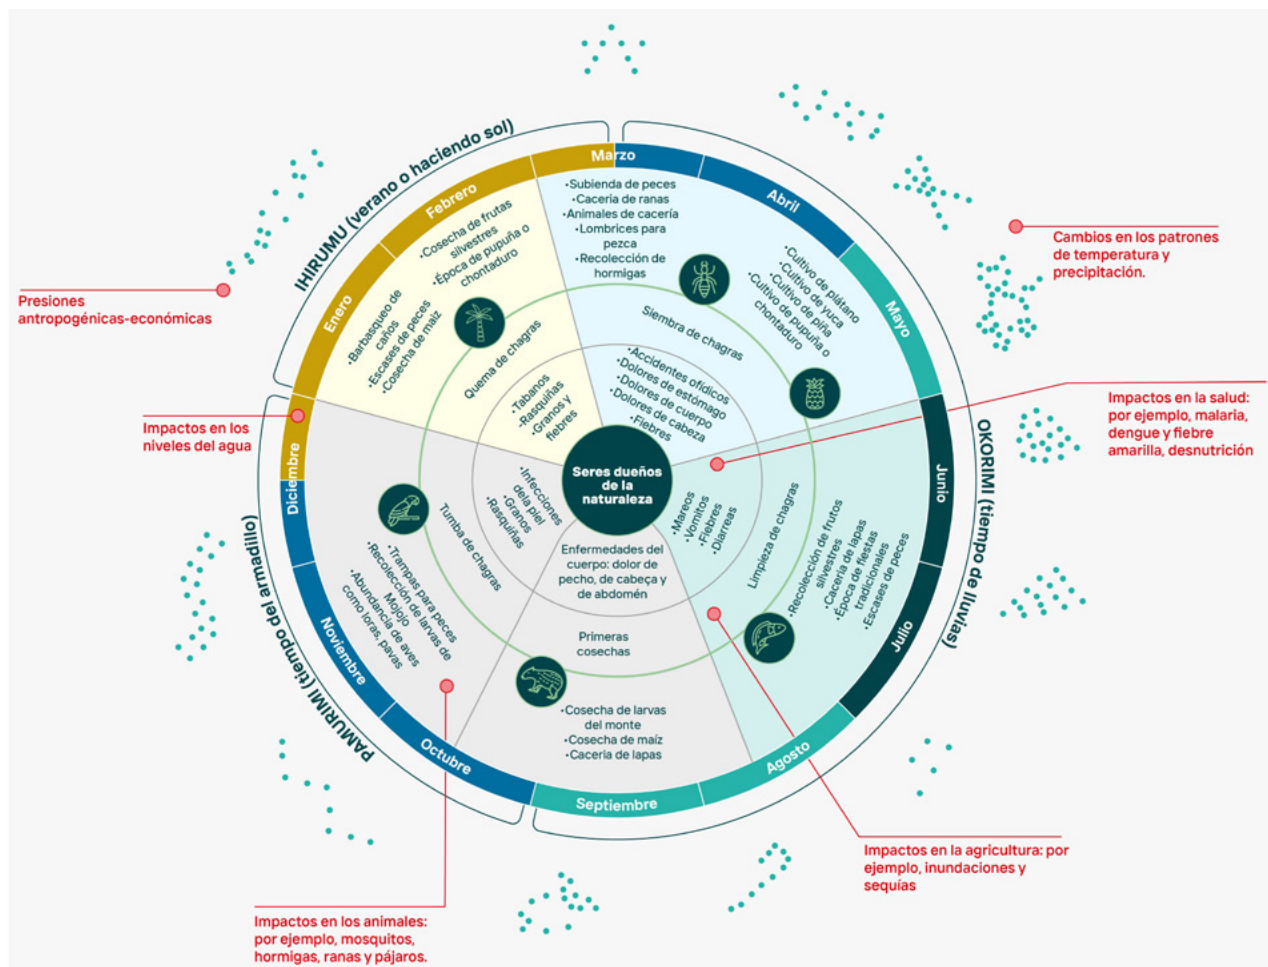 IHIRUMU (verano o haciendo sol)
OKORIMI (tiempo de lluvias)
PAMURIMI (tiempo del armadillo)
Enero
Febrero
Marzo
Abril
Mayo
Junio
Julio
Agosto
Septiembre
Octubre
Noviembre
Diciembre
•Subienda de peces
•Cacería de ranas
•Animales de cacería
•Lombrices para
pezca
•Recolección de
hormigas
•Cultivo de plátano
•Cultivo de yuca
•Cultivo de piña
•Cultivo de pupuña o
chontaduro
Siembra de chagras
•Accidentes ofídicos
•Dolores de estómago
•Dolores de cuerpo
•Dolores de cabeza
•Fiebres
•Cosecha de frutas
silvestres
•Época de pupuña o
chontaduro
•Barbasqueo de
caños
•Escases de peces
•Cosecha de maíz
Quema de chagras
•Tabanos
•Rasquiñas
•Granos y
fiebres
Seres dueños
de la
naturaleza
•Mareos
•Vomitos
•Fiebres
•Diarreas
Limpieza de chagras
•Recolección de frutos
silvestres
•Cacería de lapas
•Época de fiestas
tradicionales
•Escases de peces
•Infecciones
dela piel
•Granos
•Rasquiñas
Tumba de chagras
•Trampas para peces
•Recolección de larvas de
Mojojo
•Abundancia de aves
como loras, pavas
Enfermedades del
cuerpo: dolor de
pecho, de cabeça y
de abdomén
Primeras
cosechas
•Cosecha de larvas
del monte
•Cosecha de maíz
•Caceria de lapas
Presiones
antropogénicas-económicas
Impactos en los
niveles del agua
Cambios en los patrones
de temperatura y
precipitación.
Impactos en la salud:
por ejemplo, malaria,
dengue y fiebre
amarilla, desnutrición
Impactos en la agricultura: por
ejemplo, inundaciones y
sequías
Impactos en los animales:
por ejemplo, mosquitos,
hormigas, ranas y pájaros.